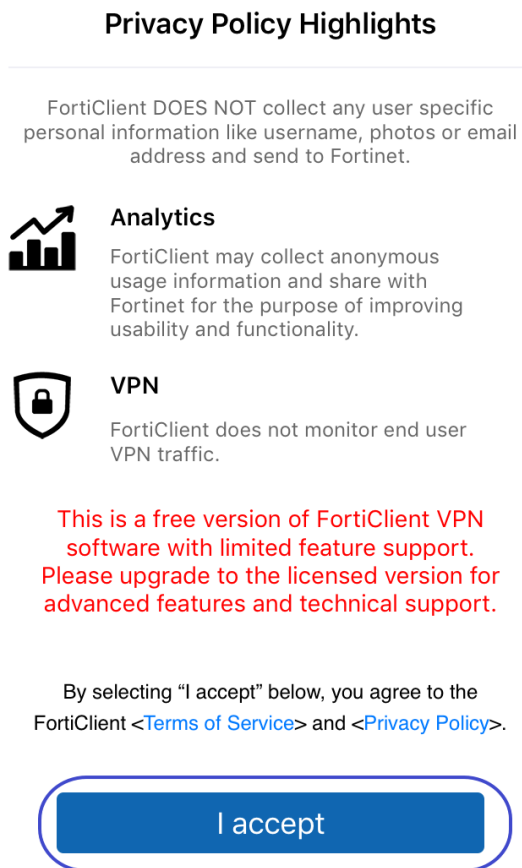 Privacy Policy Highlights
FortiClient DOES NOT collect any user specific
personal information like username, photos or email
address and send to Fortinet.
Analytics
FortiClient may collect anonymous
usage information and share with
Fortinet for the purpose of improving
usability and functionality.
VPN
FortiClient does not monitor end user
VPN traffic.
This is a free version of FortiClient VPN
software with limited feature support.
Please upgrade to the licensed version for
advanced features and technical support.
By selecting “I accept” below, you agree to the
FortiClient <Terms of Service> and <Privacy Policy>.
I accept